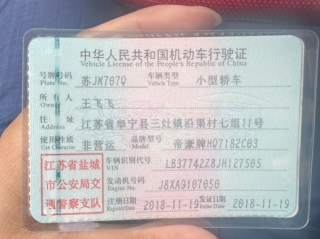 中华人民共和国机动车行驶证
Vehicle License of the People's Republic of China
号牌号码 苏JM707Q 车辆类型 小型轿车
Plate No. Vehicle Type
所有人 王飞飞
Owner
住址 江苏省阜宁县三灶镇沿渠村七组11号
Address
使用性质 非营运 品牌型号 帝豪牌HQ7182C03
Use Character Model
江苏省盐城
市公安局交
通警察支队
车辆识别代号
VIN
发动机号码 J8XA9107050
Engine No.
注册日期 2018-11-19 发证日期 2018-11-19
Register Date Issue Date